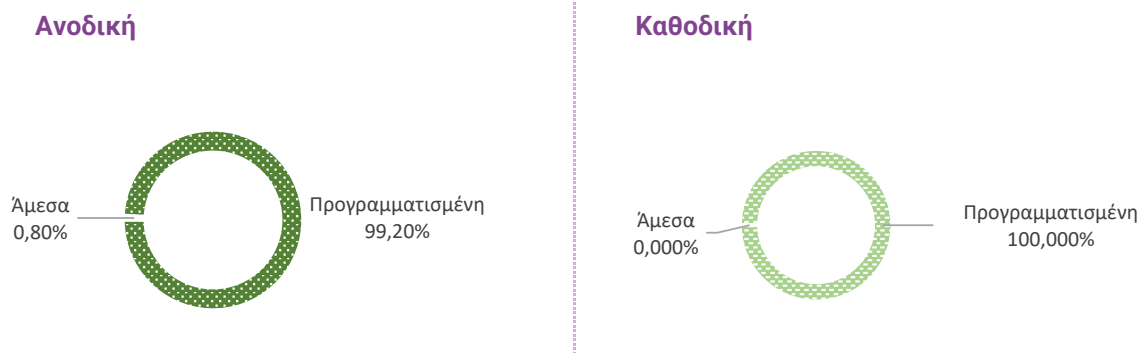 Ανοδική
Άμεσα
0,80%
Προγραμματισμένη
99,20%
Καθοδική
Άμεσα
0,000%
Προγραμματισμένη
100,000%